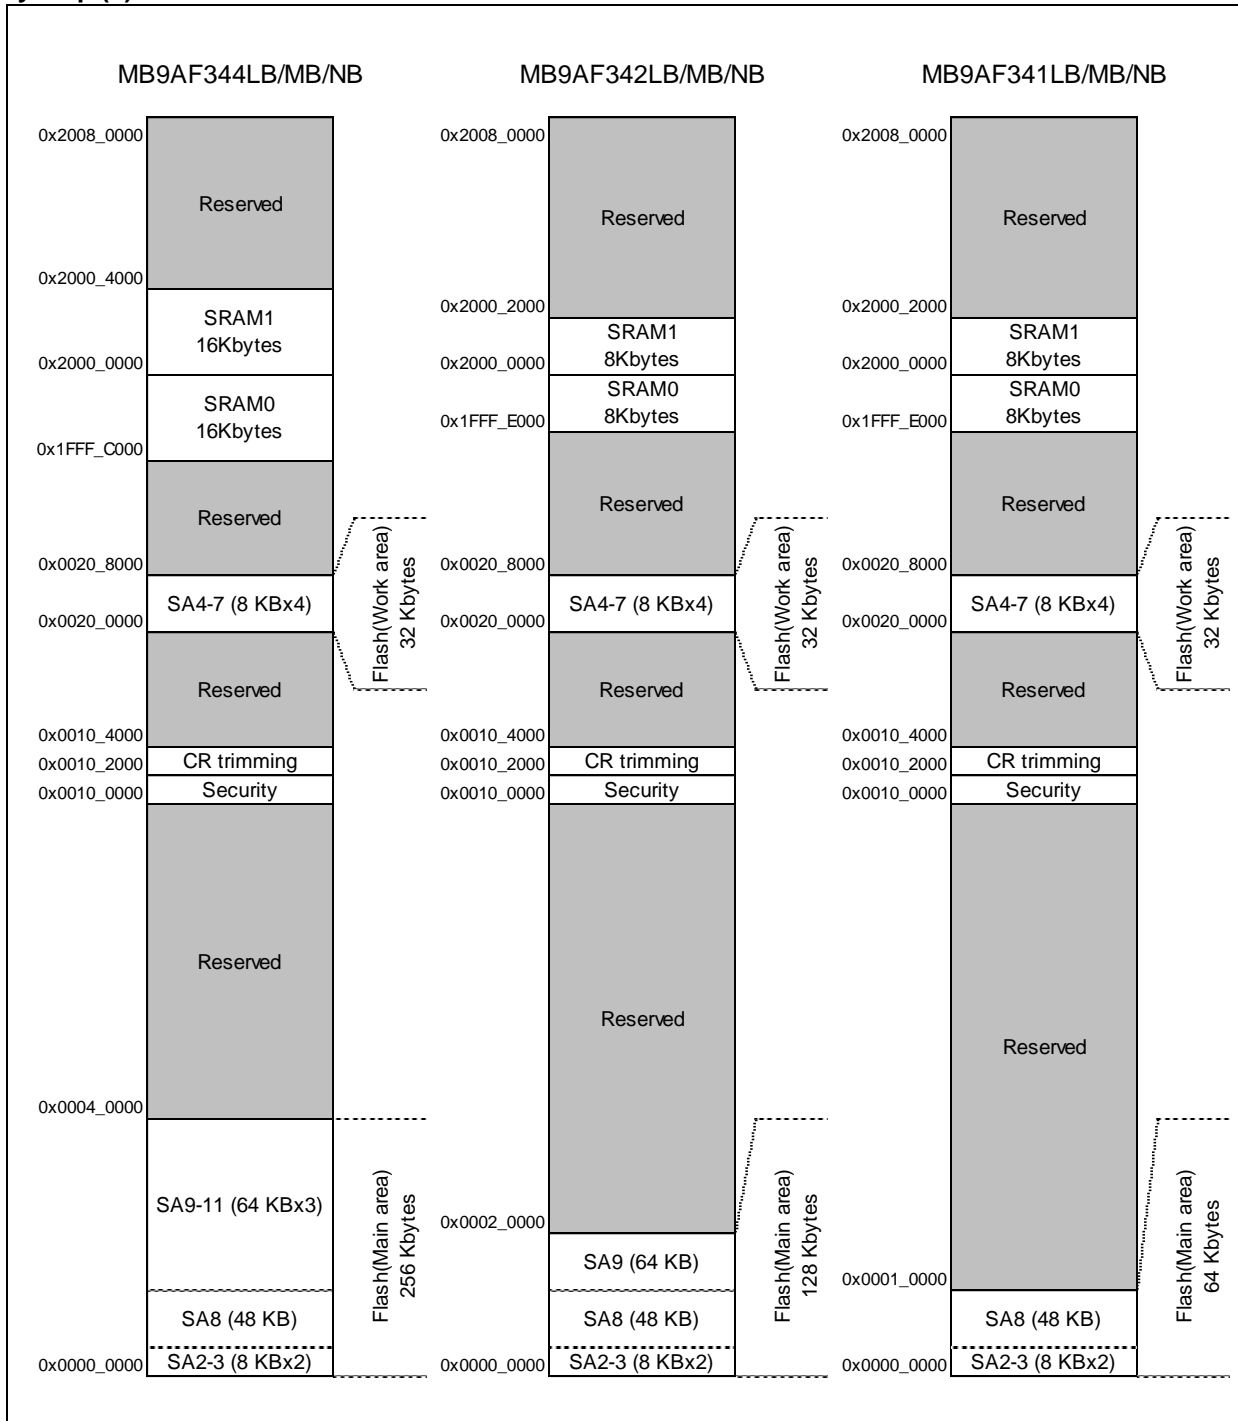 MB9AF344LB/MB/NB
0x2008_0000
Reserved
0x2000_4000
SRAM1
16Kbytes
0x2000_0000
SRAM0
16Kbytes
0x1FFF_C000
Reserved
0x0020_8000
SA4-7 (8 KBx4)
0x0020_0000
Flash(Work area)
32 Kbytes
Reserved
0x0010_4000
CR trimming
0x0010_2000
Security
0x0010_0000
Reserved
0x0004_0000
SA9-11 (64 KBx3)
SA8 (48 KB)
SA2-3 (8 KBx2)
0x0000_0000
Flash(Main area)
256 Kbytes
MB9AF342LB/MB/NB
0x2008_0000
Reserved
0x2000_2000
SRAM1
8Kbytes
0x2000_0000
SRAM0
8Kbytes
0x1FFF_E000
Reserved
0x0020_8000
SA4-7 (8 KBx4)
0x0020_0000
Flash(Work area)
32 Kbytes
Reserved
0x0010_4000
CR trimming
0x0010_2000
Security
0x0010_0000
Reserved
0x0002_0000
SA9 (64 KB)
SA8 (48 KB)
SA2-3 (8 KBx2)
0x0000_0000
Flash(Main area)
128 Kbytes
MB9AF341LB/MB/NB
0x2008_0000
Reserved
0x2000_2000
SRAM1
8Kbytes
0x2000_0000
SRAM0
8Kbytes
0x1FFF_E000
Reserved
0x0020_8000
SA4-7 (8 KBx4)
0x0020_0000
Flash(Work area)
32 Kbytes
Reserved
0x0010_4000
CR trimming
0x0010_2000
Security
0x0010_0000
Reserved
0x0001_0000
SA8 (48 KB)
SA2-3 (8 KBx2)
0x0000_0000
Flash(Main area)
64 Kbytes